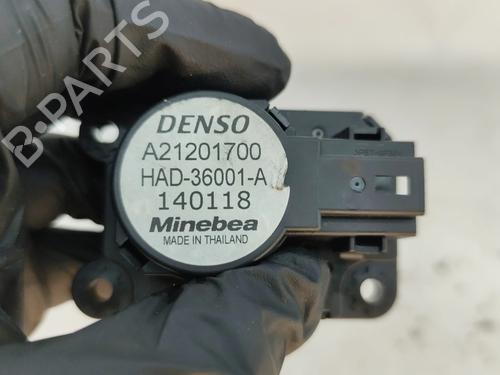 B-PARTS
DENSO
A21201700
HAD-36001-A
140118
Minebea
MADE IN THAILAND